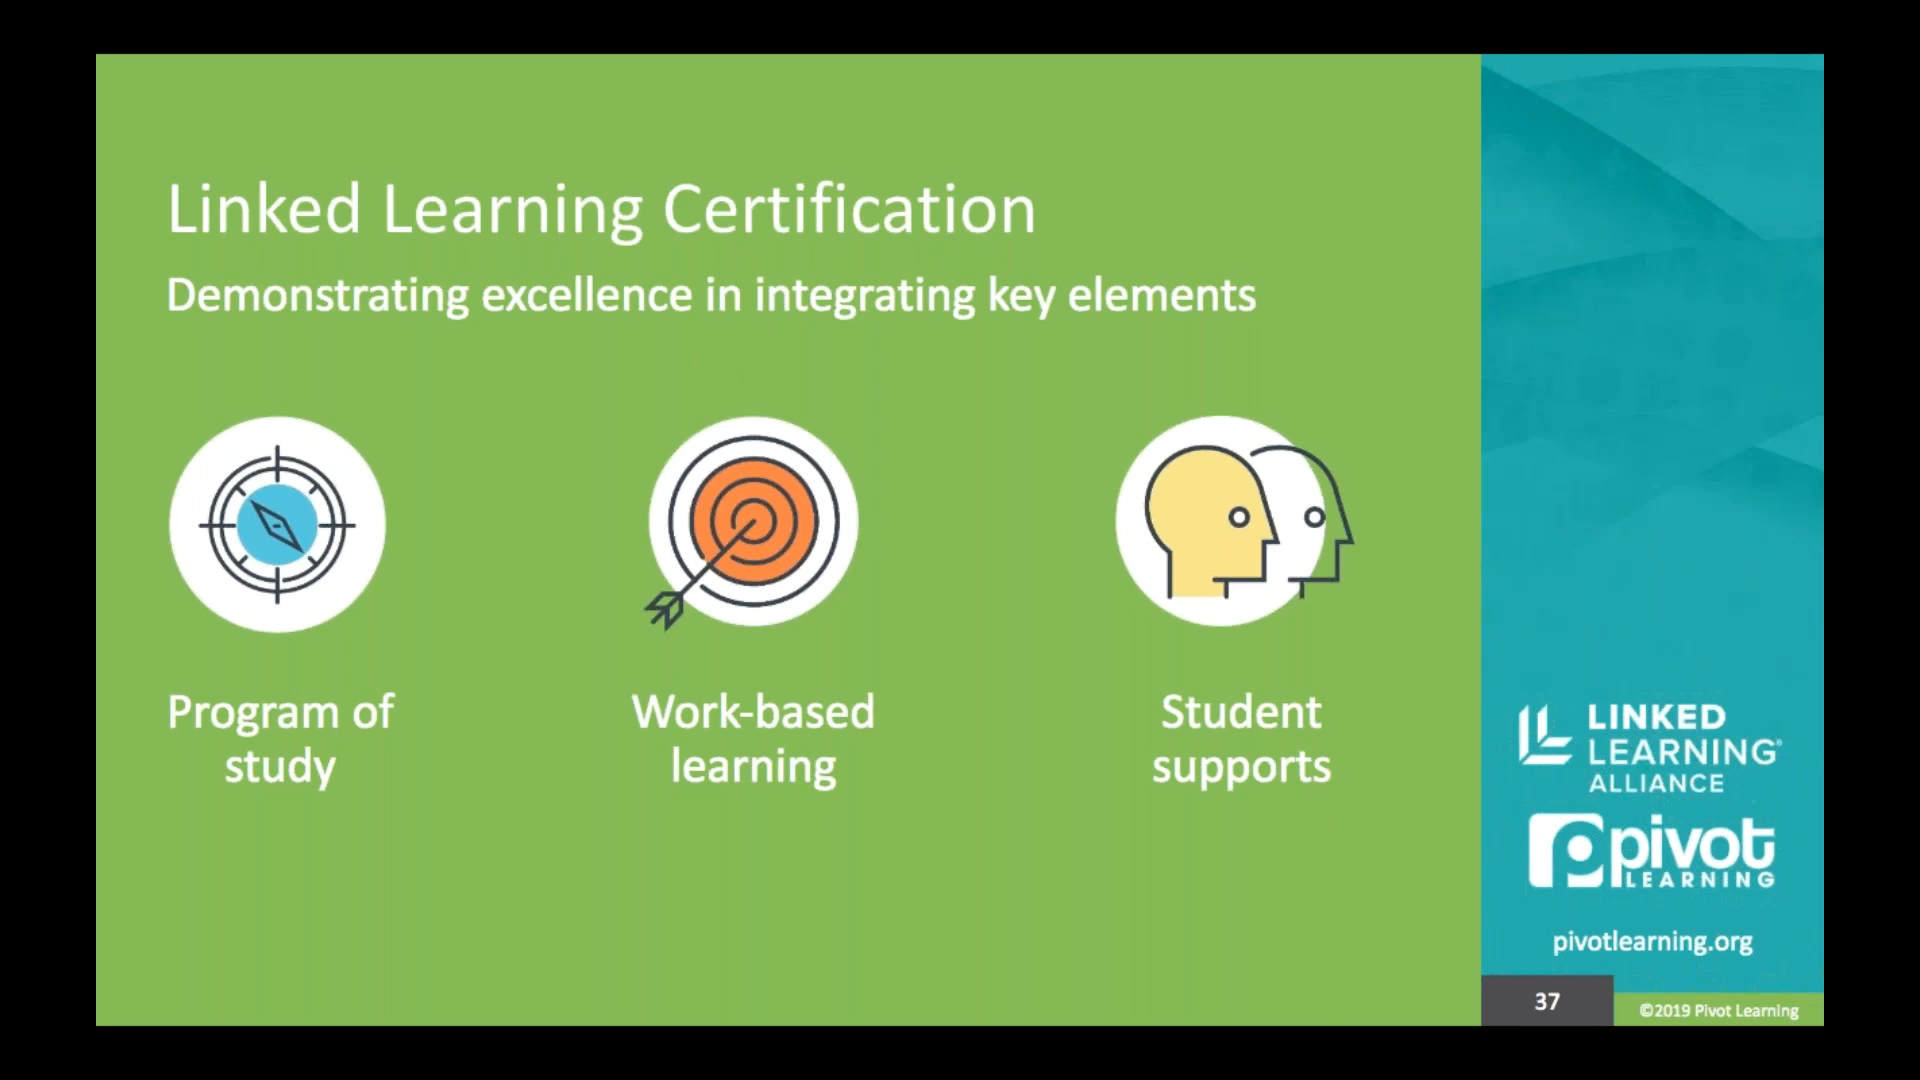 Linked Learning Certification
Demonstrating excellence in integrating key elements
Program of
study
Work-based
learning
Student
supports
LINKED
LEARNING®
ALLIANCE
pivot
LEARNING
pivotlearning.org
37
©2019 Pivot Learning